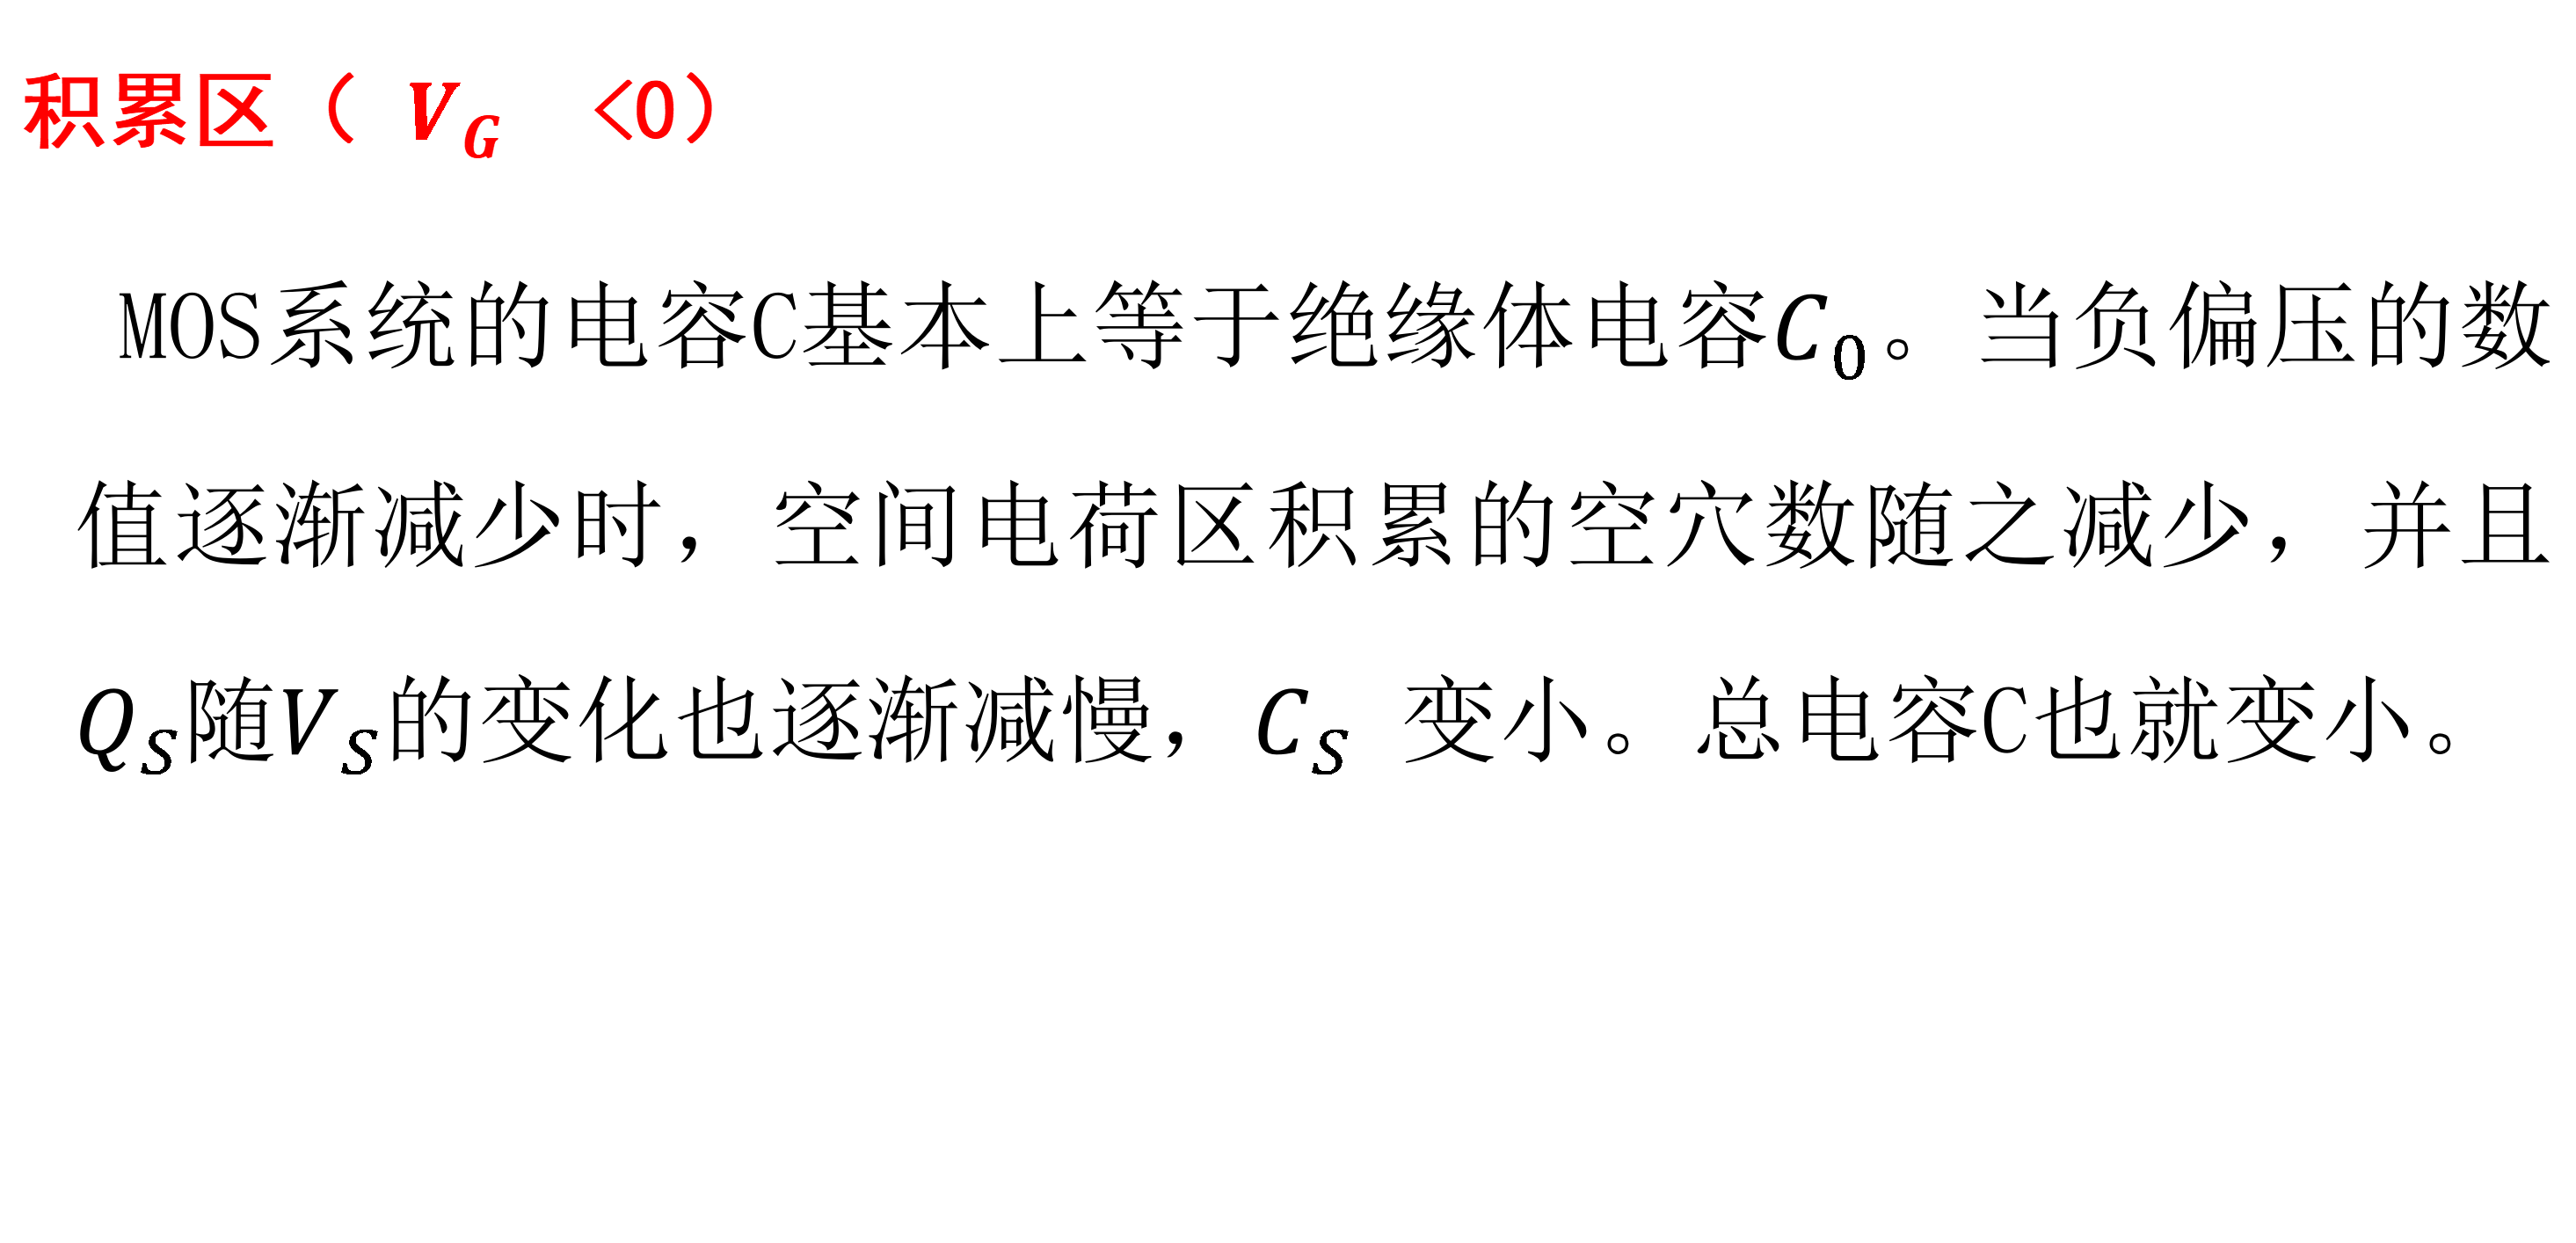 积累区（ V_G <0）
MOS系统的电容C基本上等于绝缘体电容C_0。当负偏压的数
值逐渐减少时，空间电荷区积累的空穴数随之减少，并且
Q_S随V_S的变化也逐渐减慢，C_S 变小。总电容C也就变小。